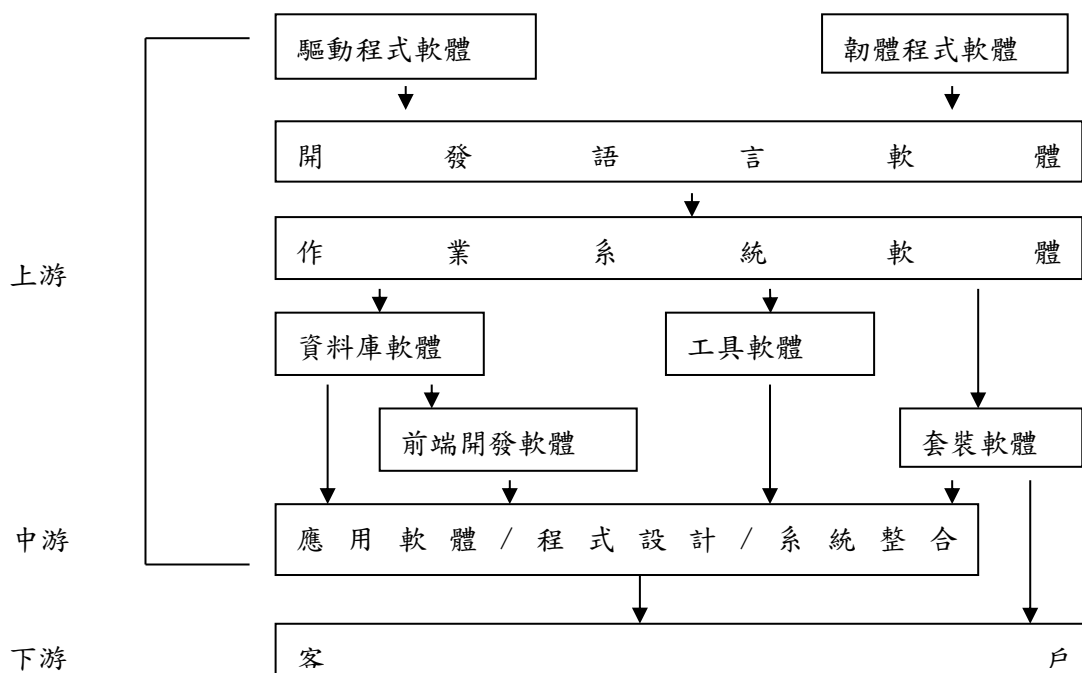 驅動程式軟體
韌體程式軟體
開發語言軟體
作業系統軟體
上游
資料庫軟體
工具軟體
前端開發軟體
套裝軟體
中游
應用軟體/程式設計/系統整合
下游
客戶